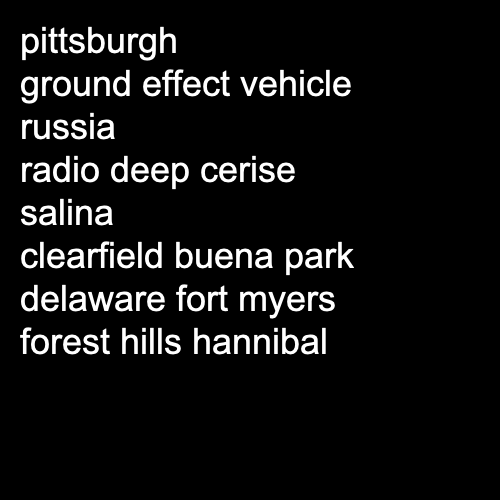 pittsburgh
ground effect vehicle
russia
radio deep cerise
salina
clearfield buena park
delaware fort myers
forest hills hannibal